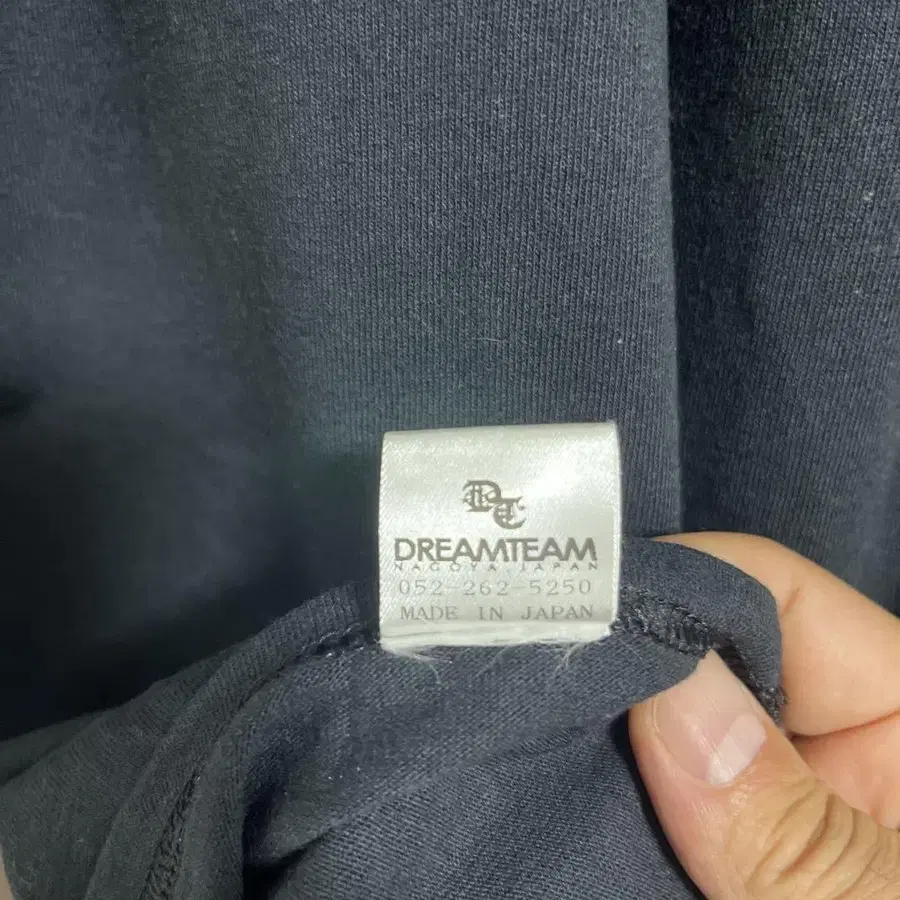 DT
DREAMTEAM
NAGOYA JAPAN
052-262-5250
MADE IN JAPAN